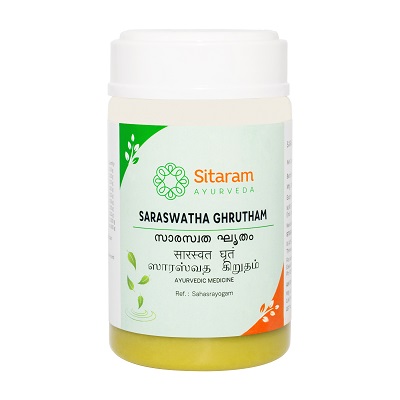 Sitaram
AYURVEDA
SARASWATHA GHRUTHAM
സാരസ്വത ഘൃതം
सारस्वत घृतं
ஸாரஸ்வத கிறுதம்
AYURVEDIC MEDICINE
Ref. : Sahasrayogam